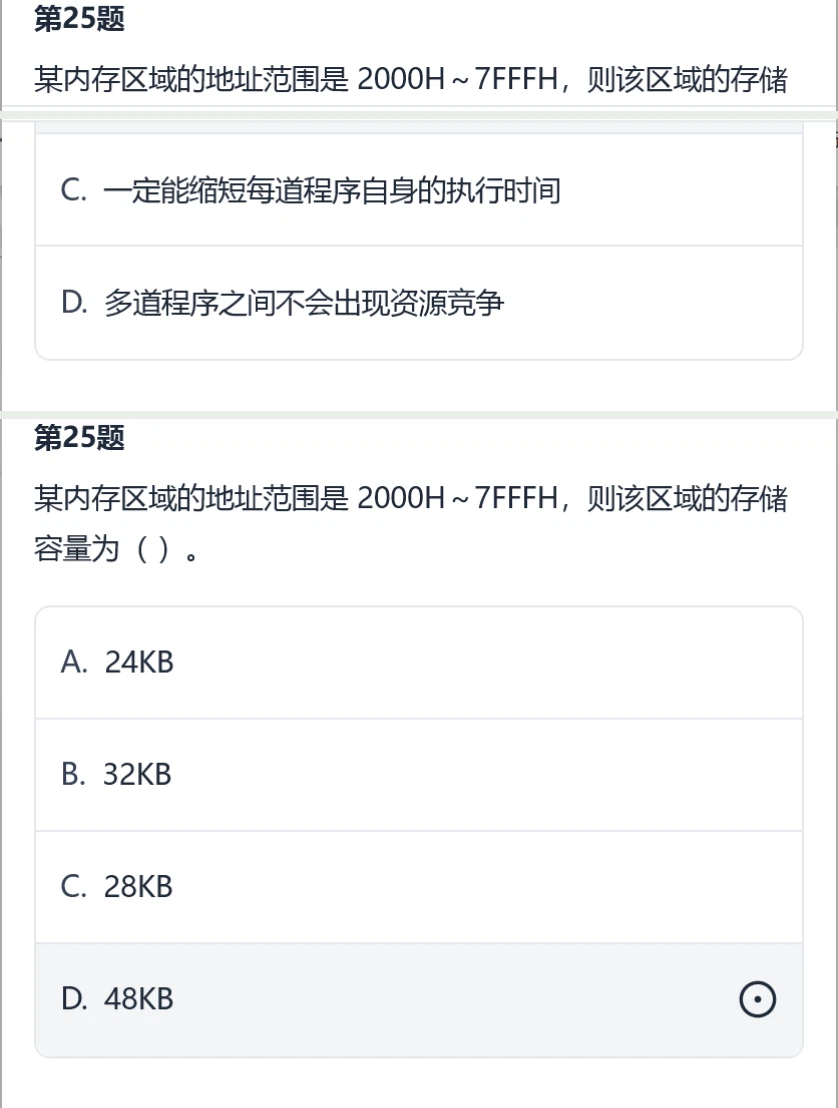 第25题
某内存区域的地址范围是 2000H~7FFFH，则该区域的存储
C. 一定能缩短每道程序自身的执行时间
D. 多道程序之间不会出现资源竞争
第25题
某内存区域的地址范围是 2000H~7FFFH，则该区域的存储
容量为（ ）。
A. 24KB
B. 32KB
C. 28KB
D. 48KB